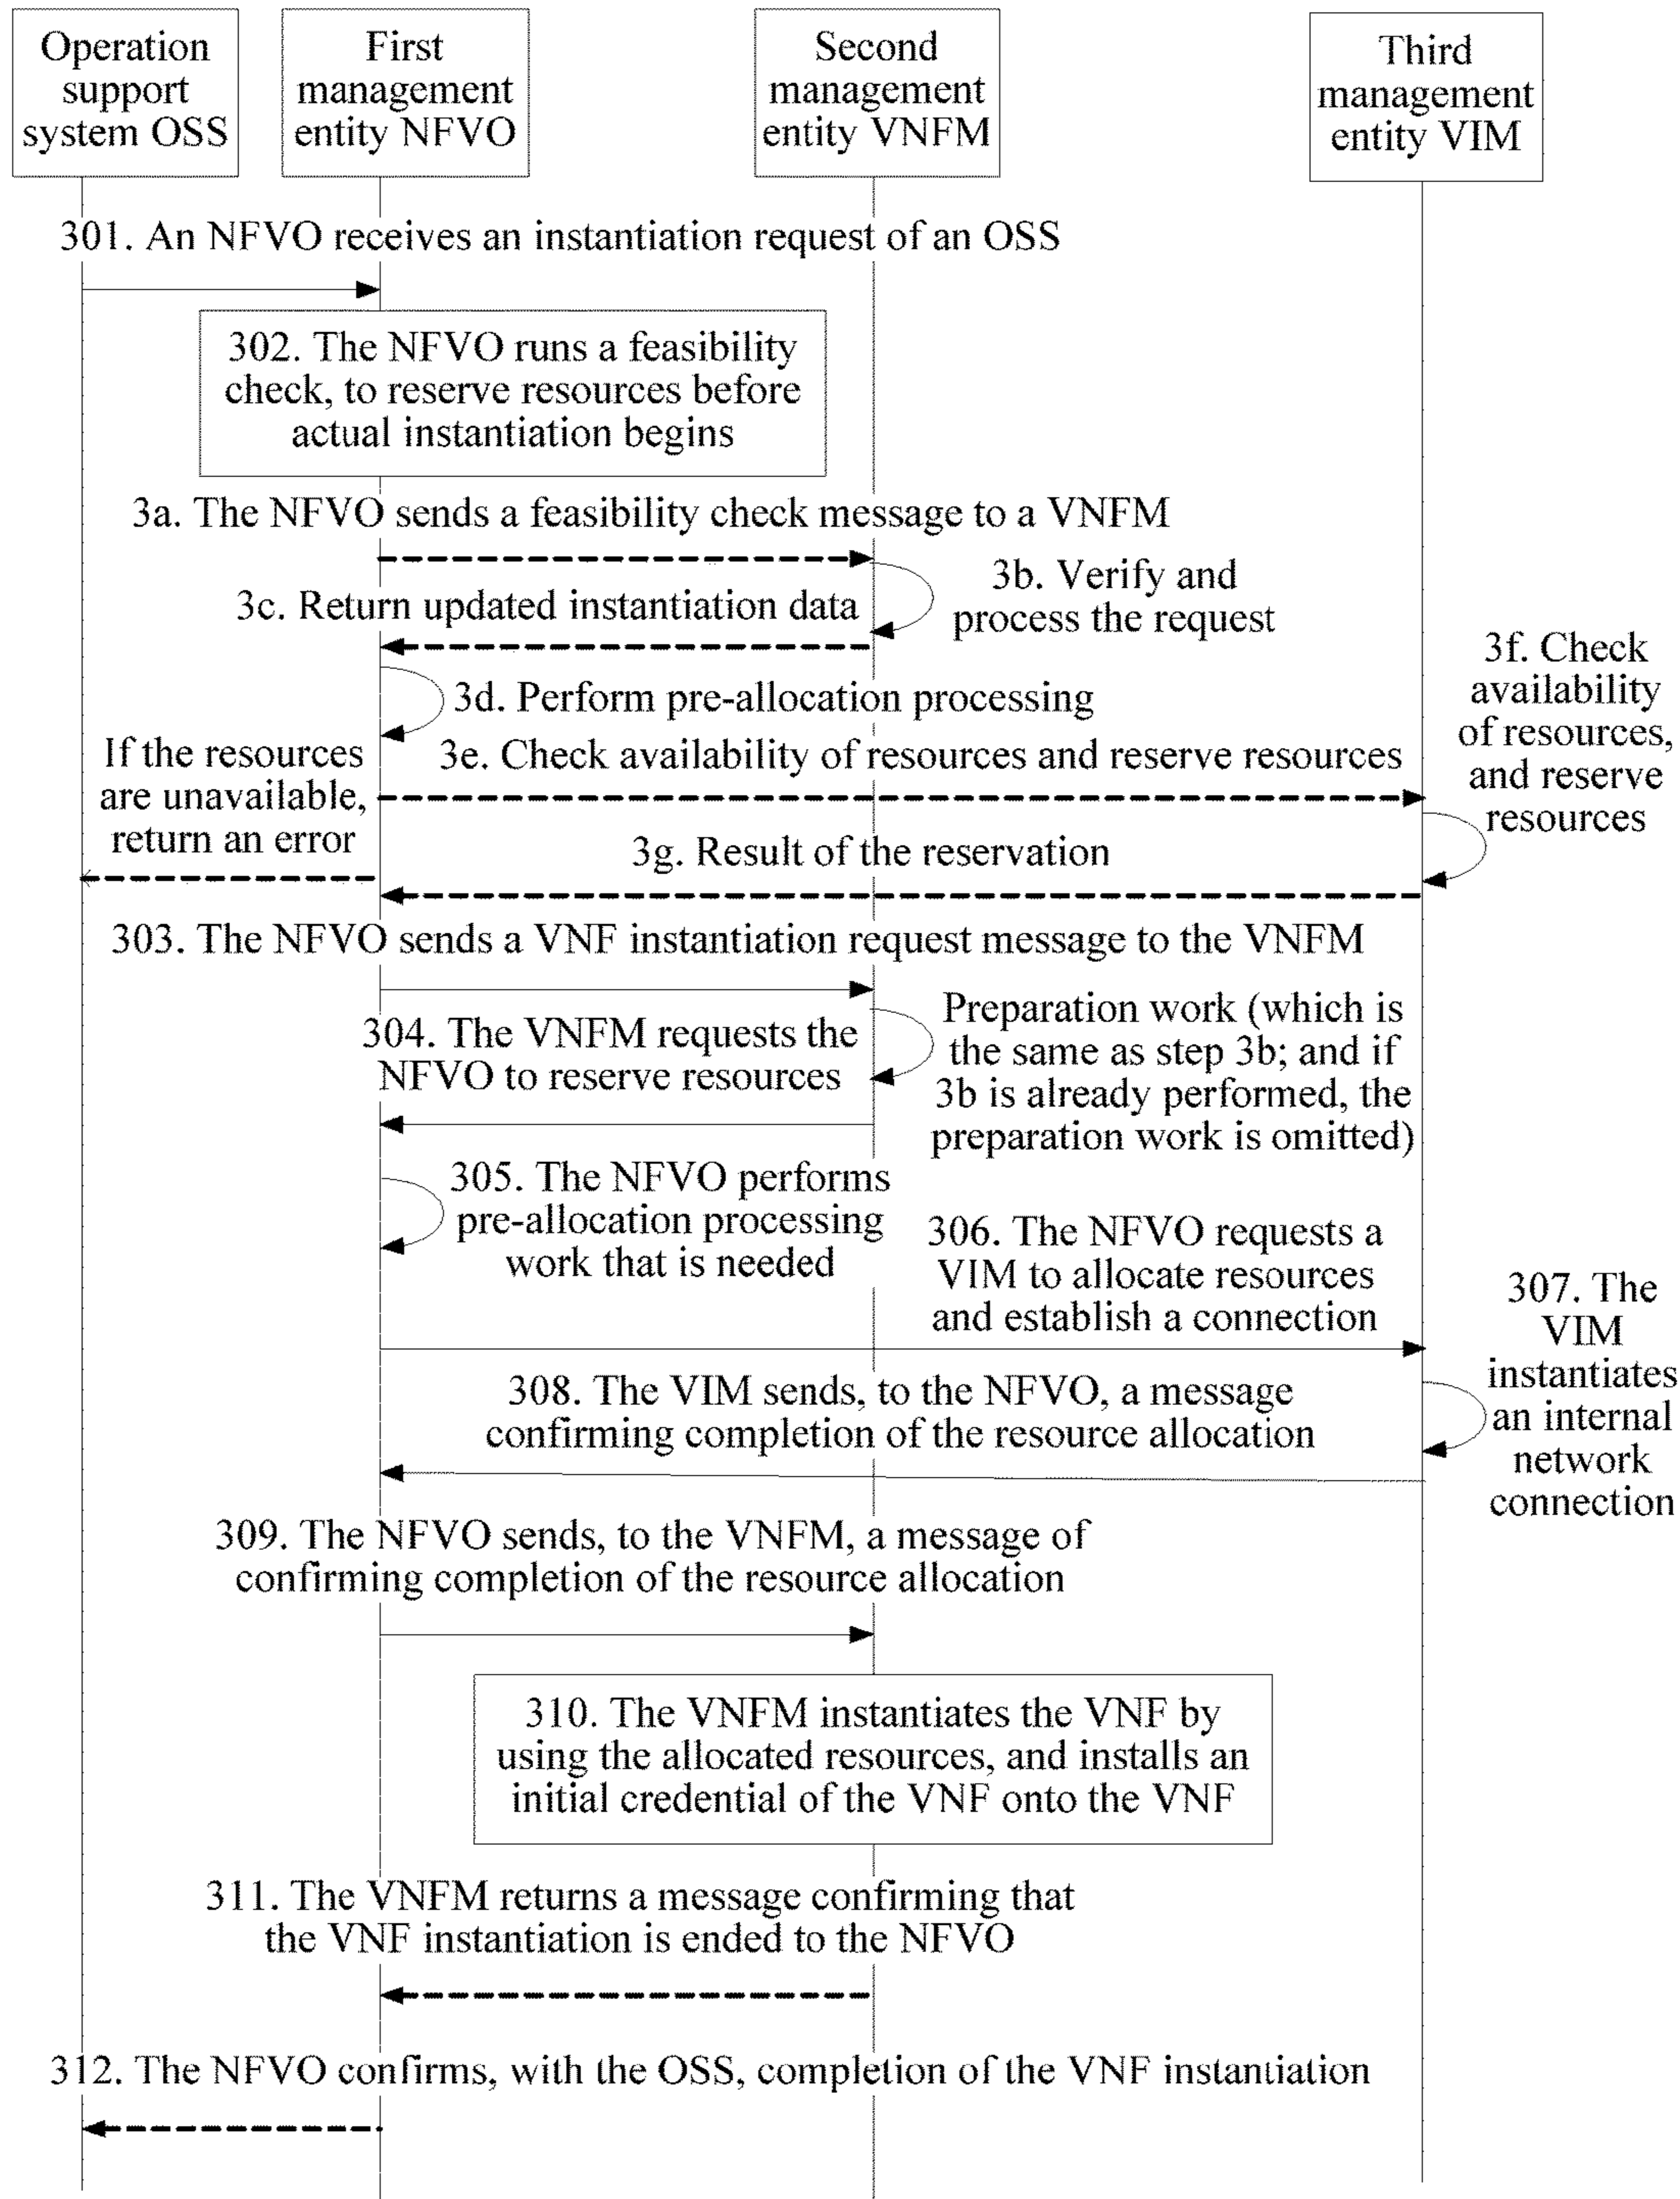 Operation
support
system OSS
First
management
entity NFVO
Second
management
entity VNFM
Third
management
entity VIM
301. An NFVO receives an instantiation request of an OSS
302. The NFVO runs a feasibility
check, to reserve resources before
actual instantiation begins
3a. The NFVO sends a feasibility check message to a VNFM
3b. Verify and
process the request
3c. Return updated instantiation data
3d. Perform pre-allocation processing
3e. Check availability of resources and reserve resources
3f. Check
availability
of resources,
and reserve
resources
If the resources
are unavailable,
return an error
3g. Result of the reservation
303. The NFVO sends a VNF instantiation request message to the VNFM
Preparation work (which is
the same as step 3b; and if
3b is already performed, the
preparation work is omitted)
304. The VNFM requests the
NFVO to reserve resources
305. The NFVO performs
pre-allocation processing
work that is needed
306. The NFVO requests a
VIM to allocate resources
and establish a connection
307. The
VIM
instantiates
an internal
network
connection
308. The VIM sends, to the NFVO, a message
confirming completion of the resource allocation
309. The NFVO sends, to the VNFM, a message of
confirming completion of the resource allocation
310. The VNFM instantiates the VNF by
using the allocated resources, and installs an
initial credential of the VNF onto the VNF
311. The VNFM returns a message confirming that
the VNF instantiation is ended to the NFVO
312. The NFVO confirms, with the OSS, completion of the VNF instantiation